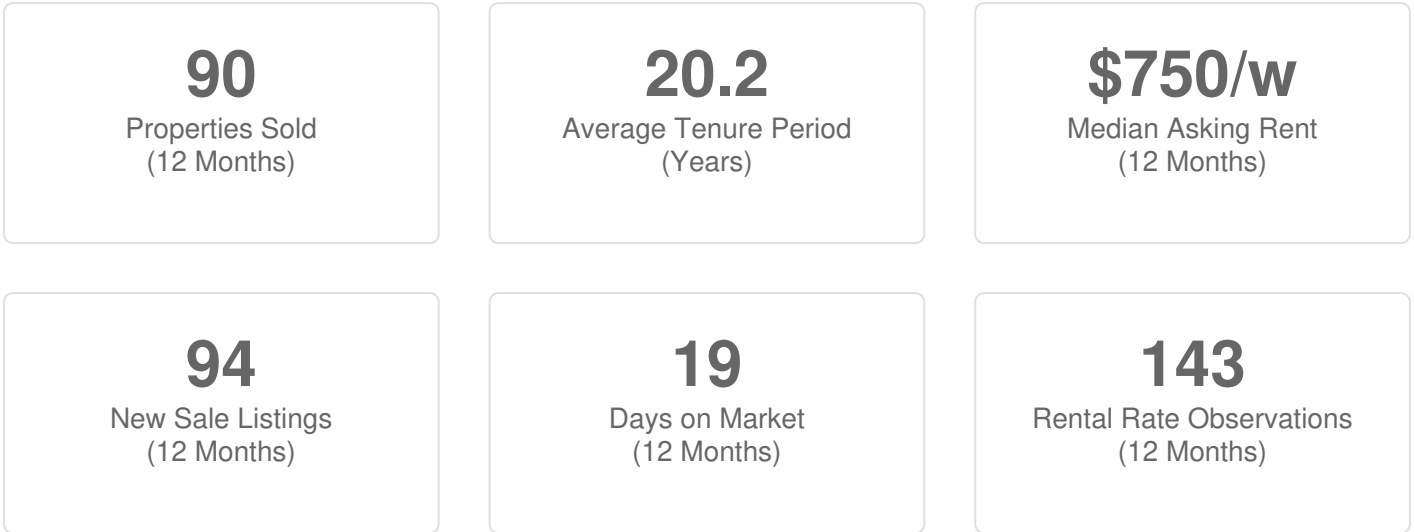 90
Properties Sold
(12 Months)
20.2
Average Tenure Period
(Years)
$750/w
Median Asking Rent
(12 Months)
94
New Sale Listings
(12 Months)
19
Days on Market
(12 Months)
143
Rental Rate Observations
(12 Months)